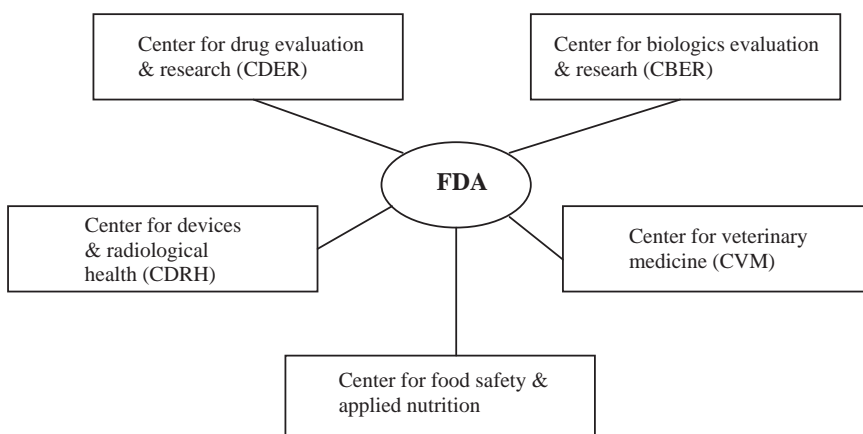 Center for drug evaluation
& research (CDER)
Center for biologics evaluation
& researh (CBER)
FDA
Center for devices
& radiological
health (CDRH)
Center for veterinary
medicine (CVM)
Center for food safety &
applied nutrition